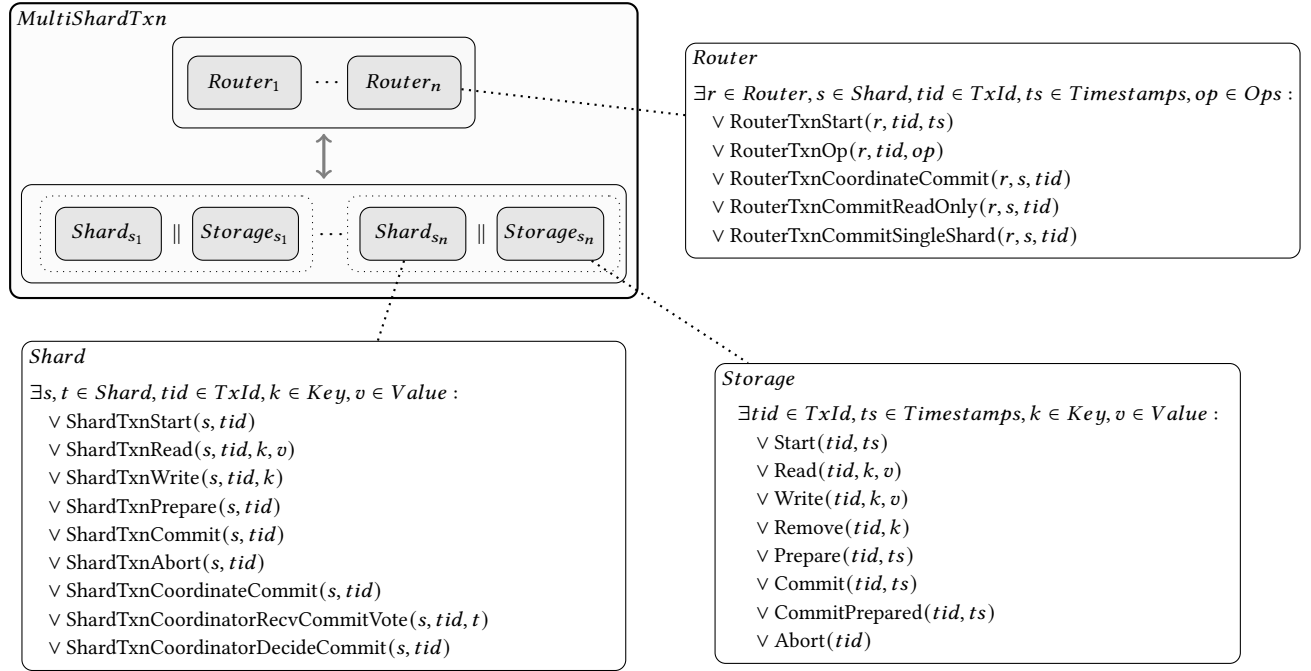 MultiShardTxn
Router₁ ⋯ Routerₙ
Shard_{s₁} || Storage_{s₁} ⋯ Shard_{sₙ} || Storage_{sₙ}
Router
∃r ∈ Router, s ∈ Shard, tid ∈ TxId, ts ∈ Timestamps, op ∈ Ops :
∨ RouterTxnStart(r, tid, ts)
∨ RouterTxnOp(r, tid, op)
∨ RouterTxnCoordinateCommit(r, s, tid)
∨ RouterTxnCommitReadOnly(r, s, tid)
∨ RouterTxnCommitSingleShard(r, s, tid)
Shard
∃s, t ∈ Shard, tid ∈ TxId, k ∈ Key, v ∈ Value :
∨ ShardTxnStart(s, tid)
∨ ShardTxnRead(s, tid, k, v)
∨ ShardTxnWrite(s, tid, k)
∨ ShardTxnPrepare(s, tid)
∨ ShardTxnCommit(s, tid)
∨ ShardTxnAbort(s, tid)
∨ ShardTxnCoordinateCommit(s, tid)
∨ ShardTxnCoordinatorRecvCommitVote(s, tid, t)
∨ ShardTxnCoordinatorDecideCommit(s, tid)
Storage
∃tid ∈ TxId, ts ∈ Timestamps, k ∈ Key, v ∈ Value :
∨ Start(tid, ts)
∨ Read(tid, k, v)
∨ Write(tid, k, v)
∨ Remove(tid, k)
∨ Prepare(tid, ts)
∨ Commit(tid, ts)
∨ CommitPrepared(tid, ts)
∨ Abort(tid)